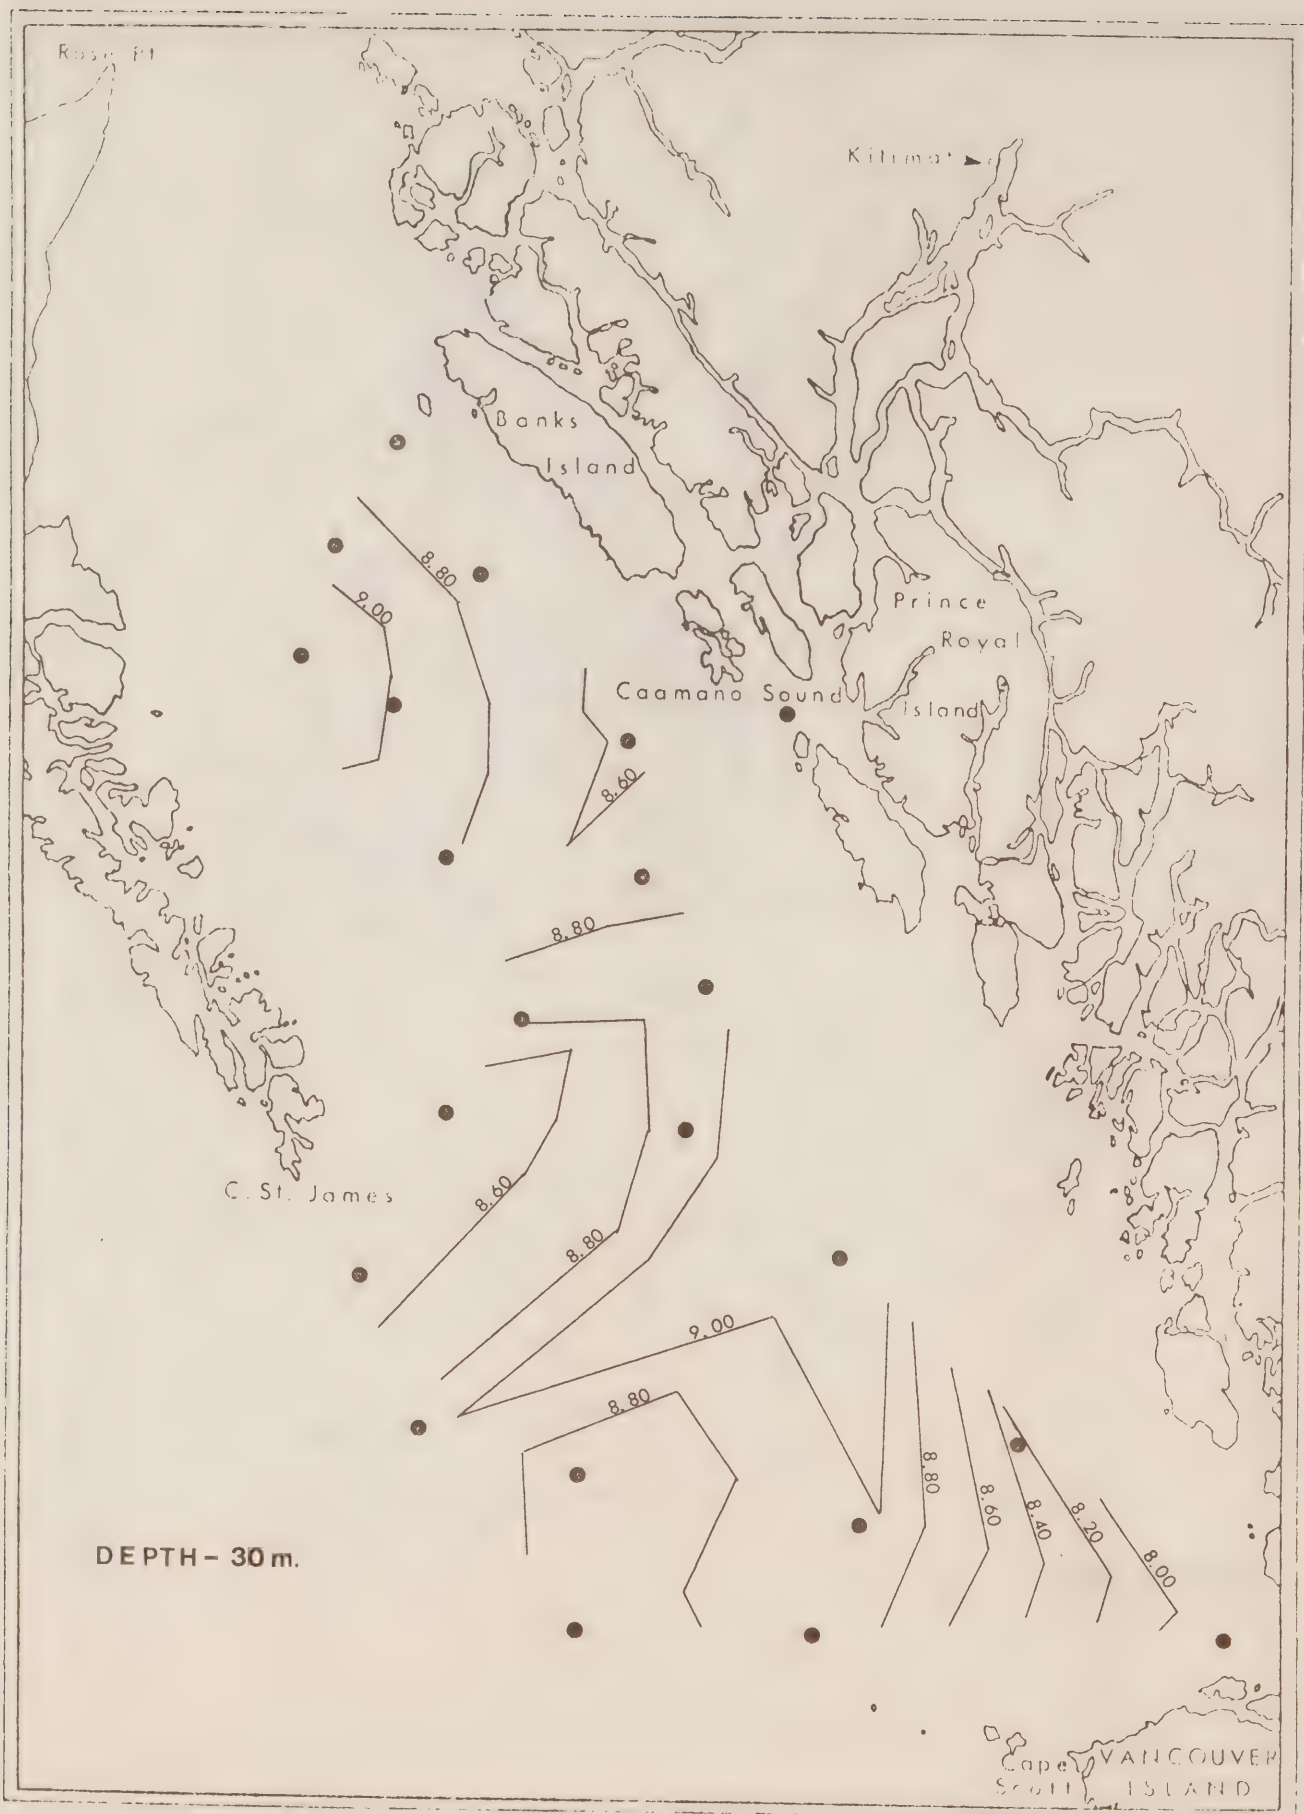 Rose Pt
Kitimat
Banks
Island
8.80
9.00
Prince
Royal
Island
Caamano Sound
8.60
8.80
C. St. James
8.60
8.80
9.00
8.80
8.80
8.60
8.40
8.20
8.00
DEPTH – 30 m.
Cape
Scott
VANCOUVER
ISLAND